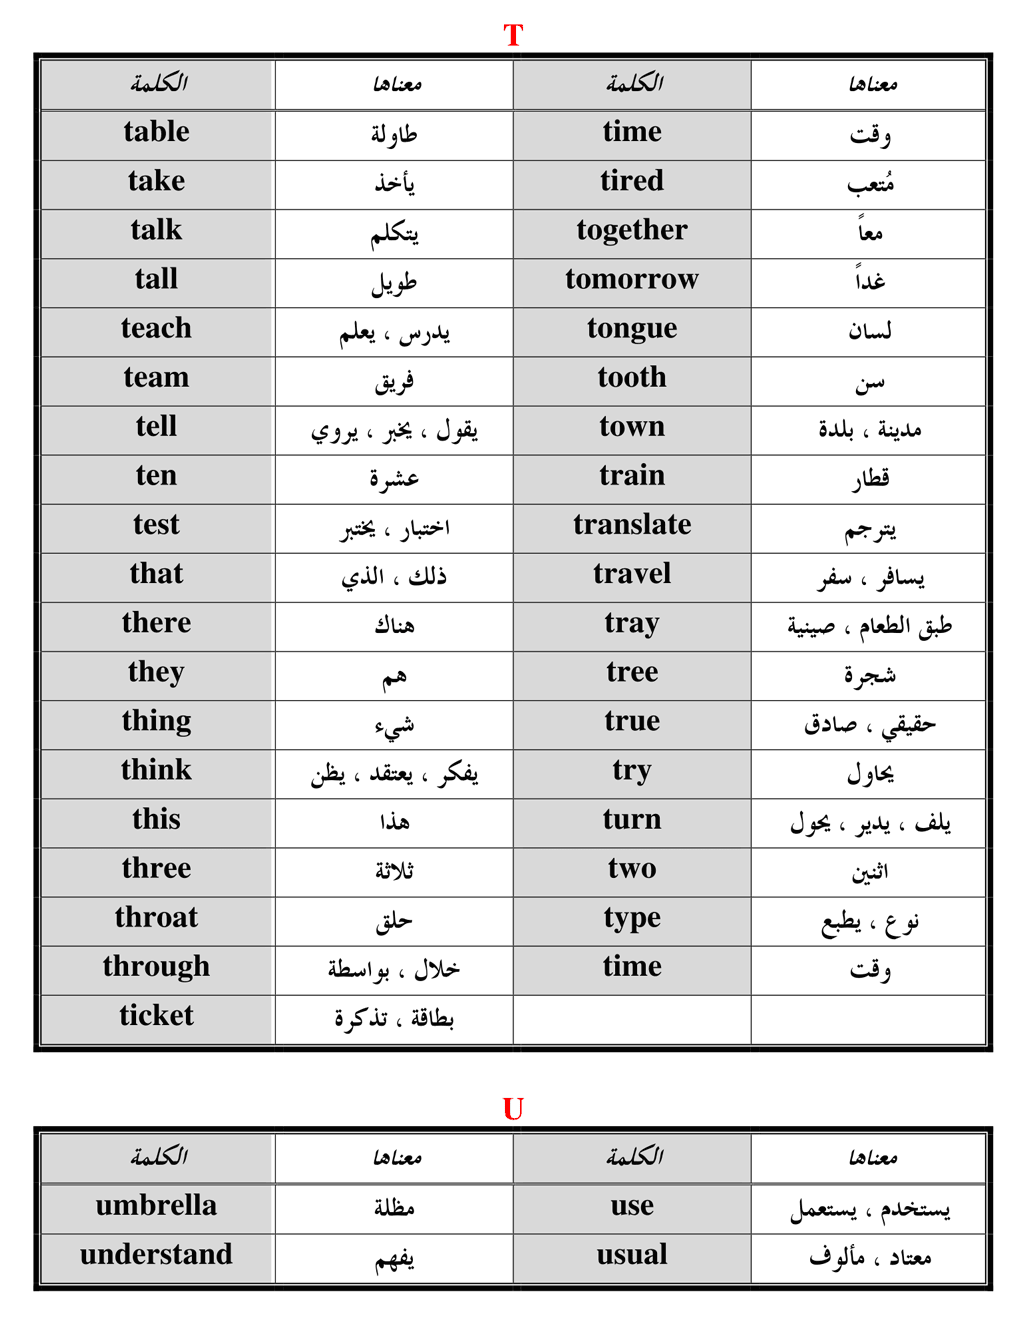 T
الكلمة معناها الكلمة معناها
table طاولة time وقت
take يأخذ tired مُتعب
talk يتكلم together معاً
tall طويل tomorrow غداً
teach يدرس ، يعلم tongue لسان
team فريق tooth سن
tell يقول ، يخبر ، يروي town مدينة ، بلدة
ten عشرة train قطار
test اختبار ، يختبر translate يترجم
that ذلك ، الذي travel يسافر ، سفر
there هناك tray طبق الطعام ، صينية
they هم tree شجرة
thing شيء true حقيقي ، صادق
think يفكر ، يعتقد ، يظن try يحاول
this هذا turn يلف ، يدير ، يحول
three ثلاثة two اثنين
throat حلق type نوع ، يطبع
through خلال ، بواسطة time وقت
ticket بطاقة ، تذكرة
U
الكلمة معناها الكلمة معناها
umbrella مظلة use يستخدم ، يستعمل
understand يفهم usual معتاد ، مألوف